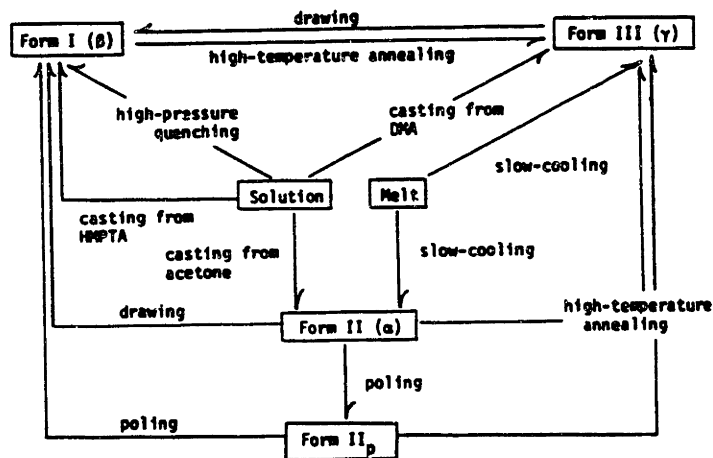 drawing
Form I (β)
Form III (γ)
high-temperature annealing
high-pressure
quenching
casting from
DMA
slow-cooling
Solution
Melt
casting from
HMPTA
casting from
acetone
slow-cooling
drawing
Form II (α)
high-temperature
annealing
poling
poling
Form IIp